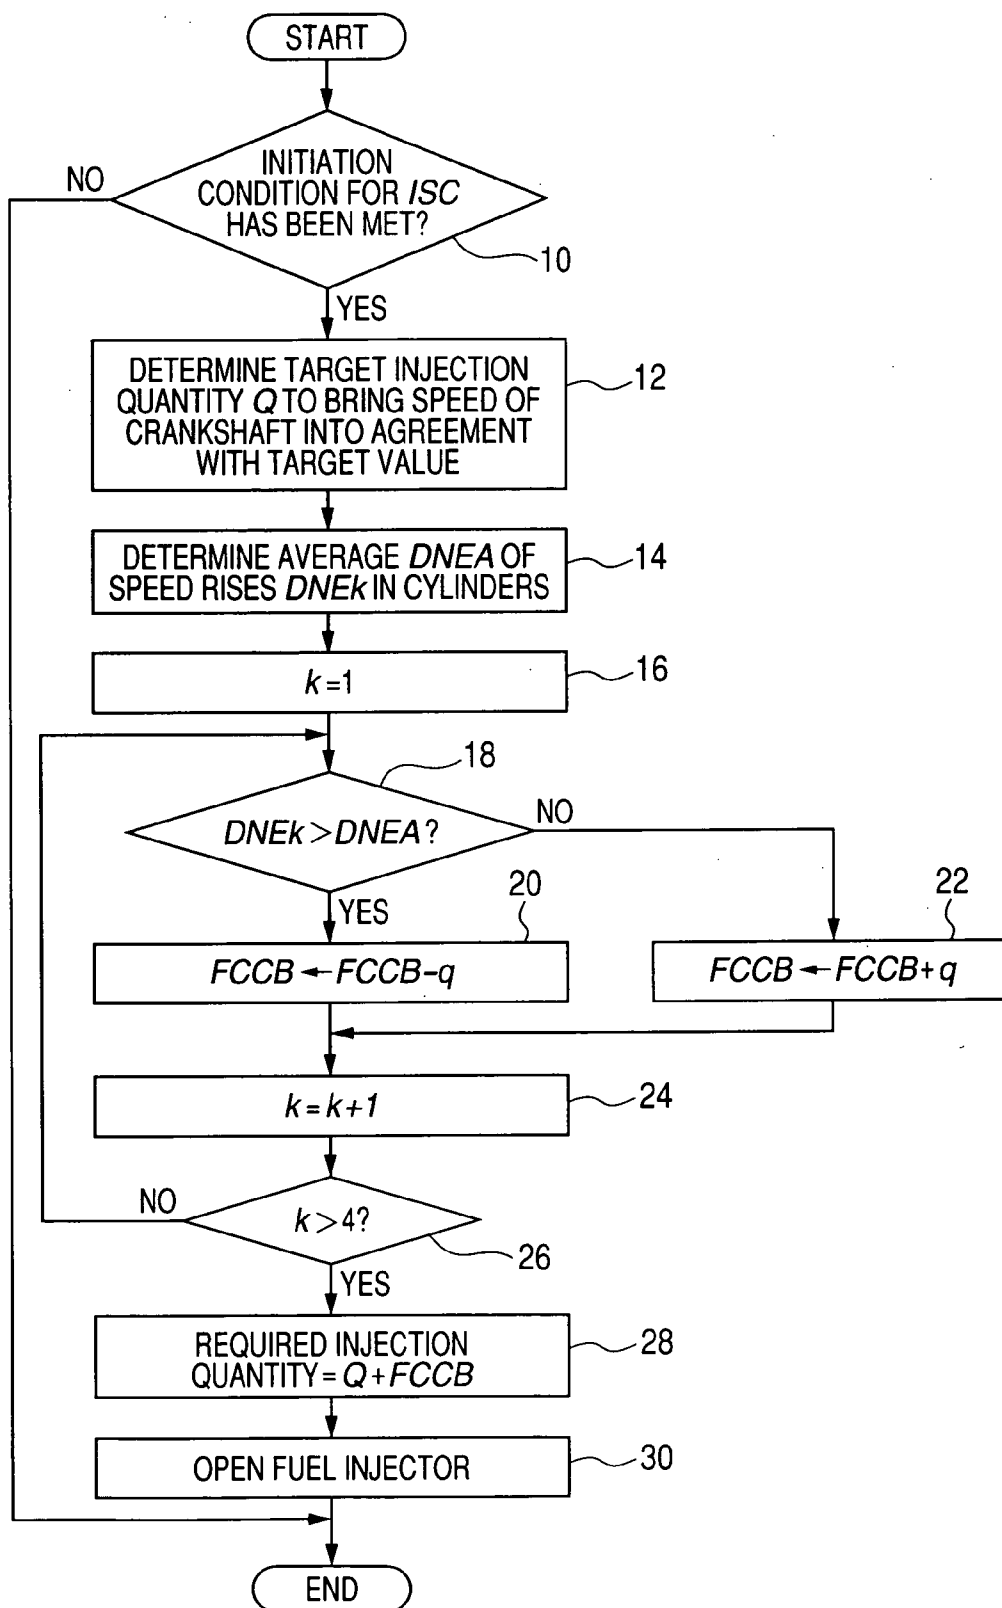 START
INITIATION
CONDITION FOR ISC
HAS BEEN MET?
NO
10
YES
DETERMINE TARGET INJECTION
QUANTITY Q TO BRING SPEED OF
CRANKSHAFT INTO AGREEMENT
WITH TARGET VALUE
12
DETERMINE AVERAGE DNEA OF
SPEED RISES DNEk IN CYLINDERS
14
k=1
16
18
DNEk>DNEA?
NO
YES
20
22
FCCB←FCCB-q
FCCB←FCCB+q
k=k+1
24
NO
k>4?
26
YES
REQUIRED INJECTION
QUANTITY=Q+FCCB
28
OPEN FUEL INJECTOR
30
END